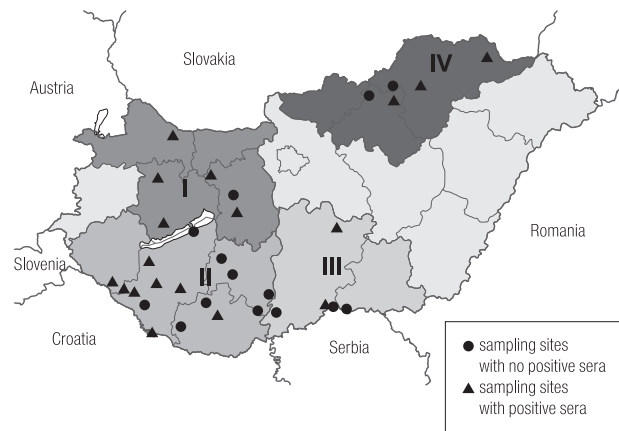 Slovakia
Austria
IV
I
Romania
Slovenia
II
III
Croatia
Serbia
sampling sites
with no positive sera
sampling sites
with positive sera